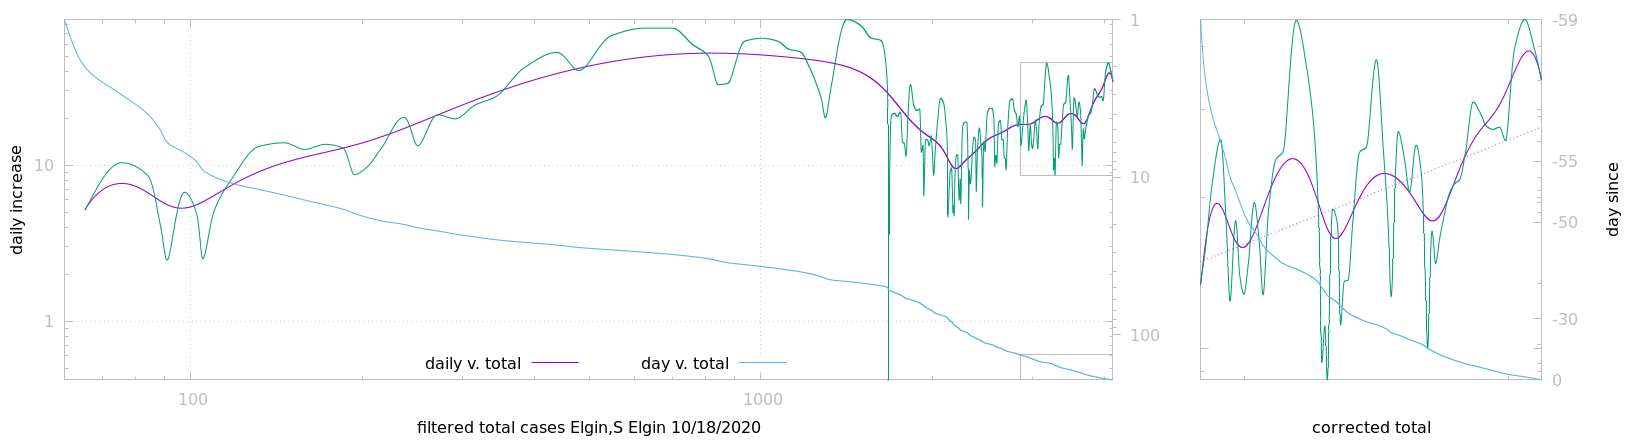 1
-59
daily increase
10
10
-55
-50
day since
1
100
-30
daily v. total
day v. total
0
100
1000
filtered total cases Elgin,S Elgin 10/18/2020
corrected total